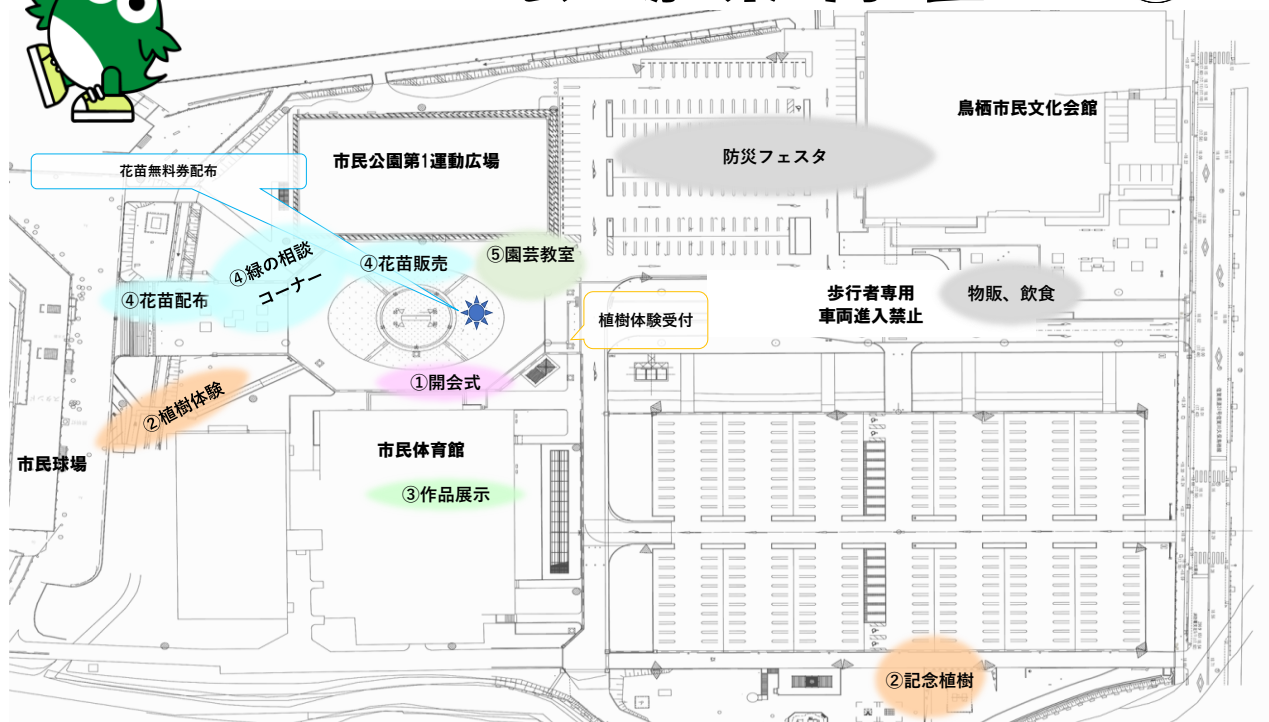 鳥栖市民文化会館
防災フェスタ
市民公園第1運動広場
花苗無料券配布
④緑の相談
コーナー
④花苗販売
⑤園芸教室
④花苗配布
歩行者専用
車両進入禁止
物販、飲食
植樹体験受付
①開会式
②植樹体験
市民体育館
市民球場
③作品展示
②記念植樹